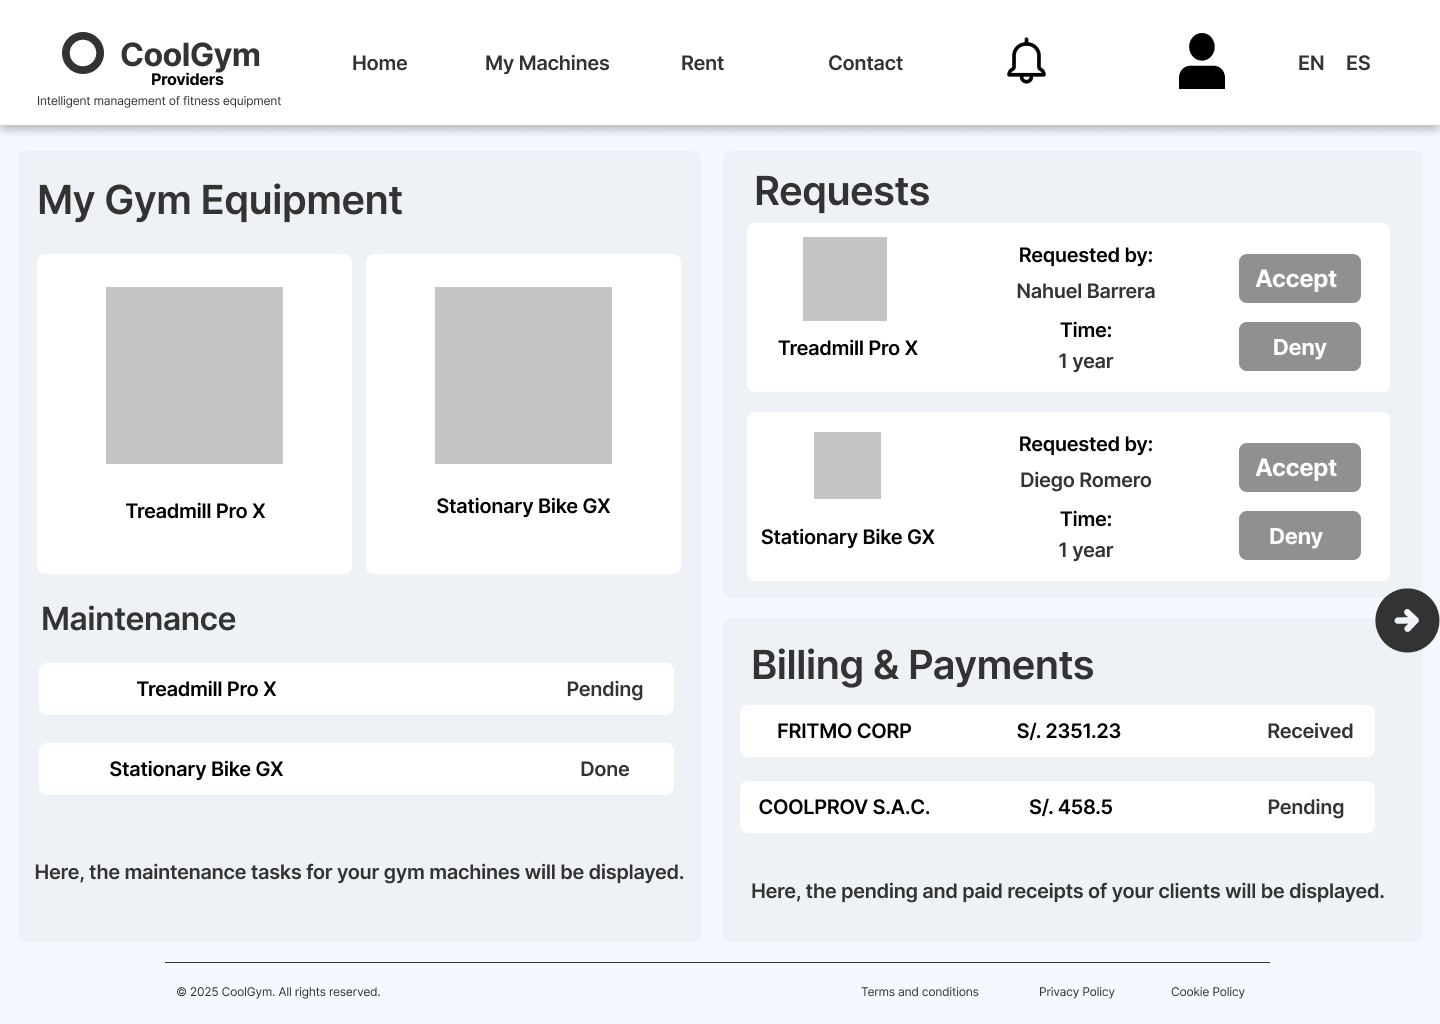 CoolGym
Providers
Intelligent management of fitness equipment
Home
My Machines
Rent
Contact
EN ES
My Gym Equipment
Treadmill Pro X
Stationary Bike GX
Maintenance
Treadmill Pro X
Pending
Stationary Bike GX
Done
Here, the maintenance tasks for your gym machines will be displayed.
Requests
Treadmill Pro X
Requested by:
Nahuel Barrera
Time:
1 year
Accept
Deny
Stationary Bike GX
Requested by:
Diego Romero
Time:
1 year
Accept
Deny
Billing & Payments
FRITMO CORP
S/. 2351.23
Received
COOLPROV S.A.C.
S/. 458.5
Pending
Here, the pending and paid receipts of your clients will be displayed.
© 2025 CoolGym. All rights reserved.
Terms and conditions
Privacy Policy
Cookie Policy